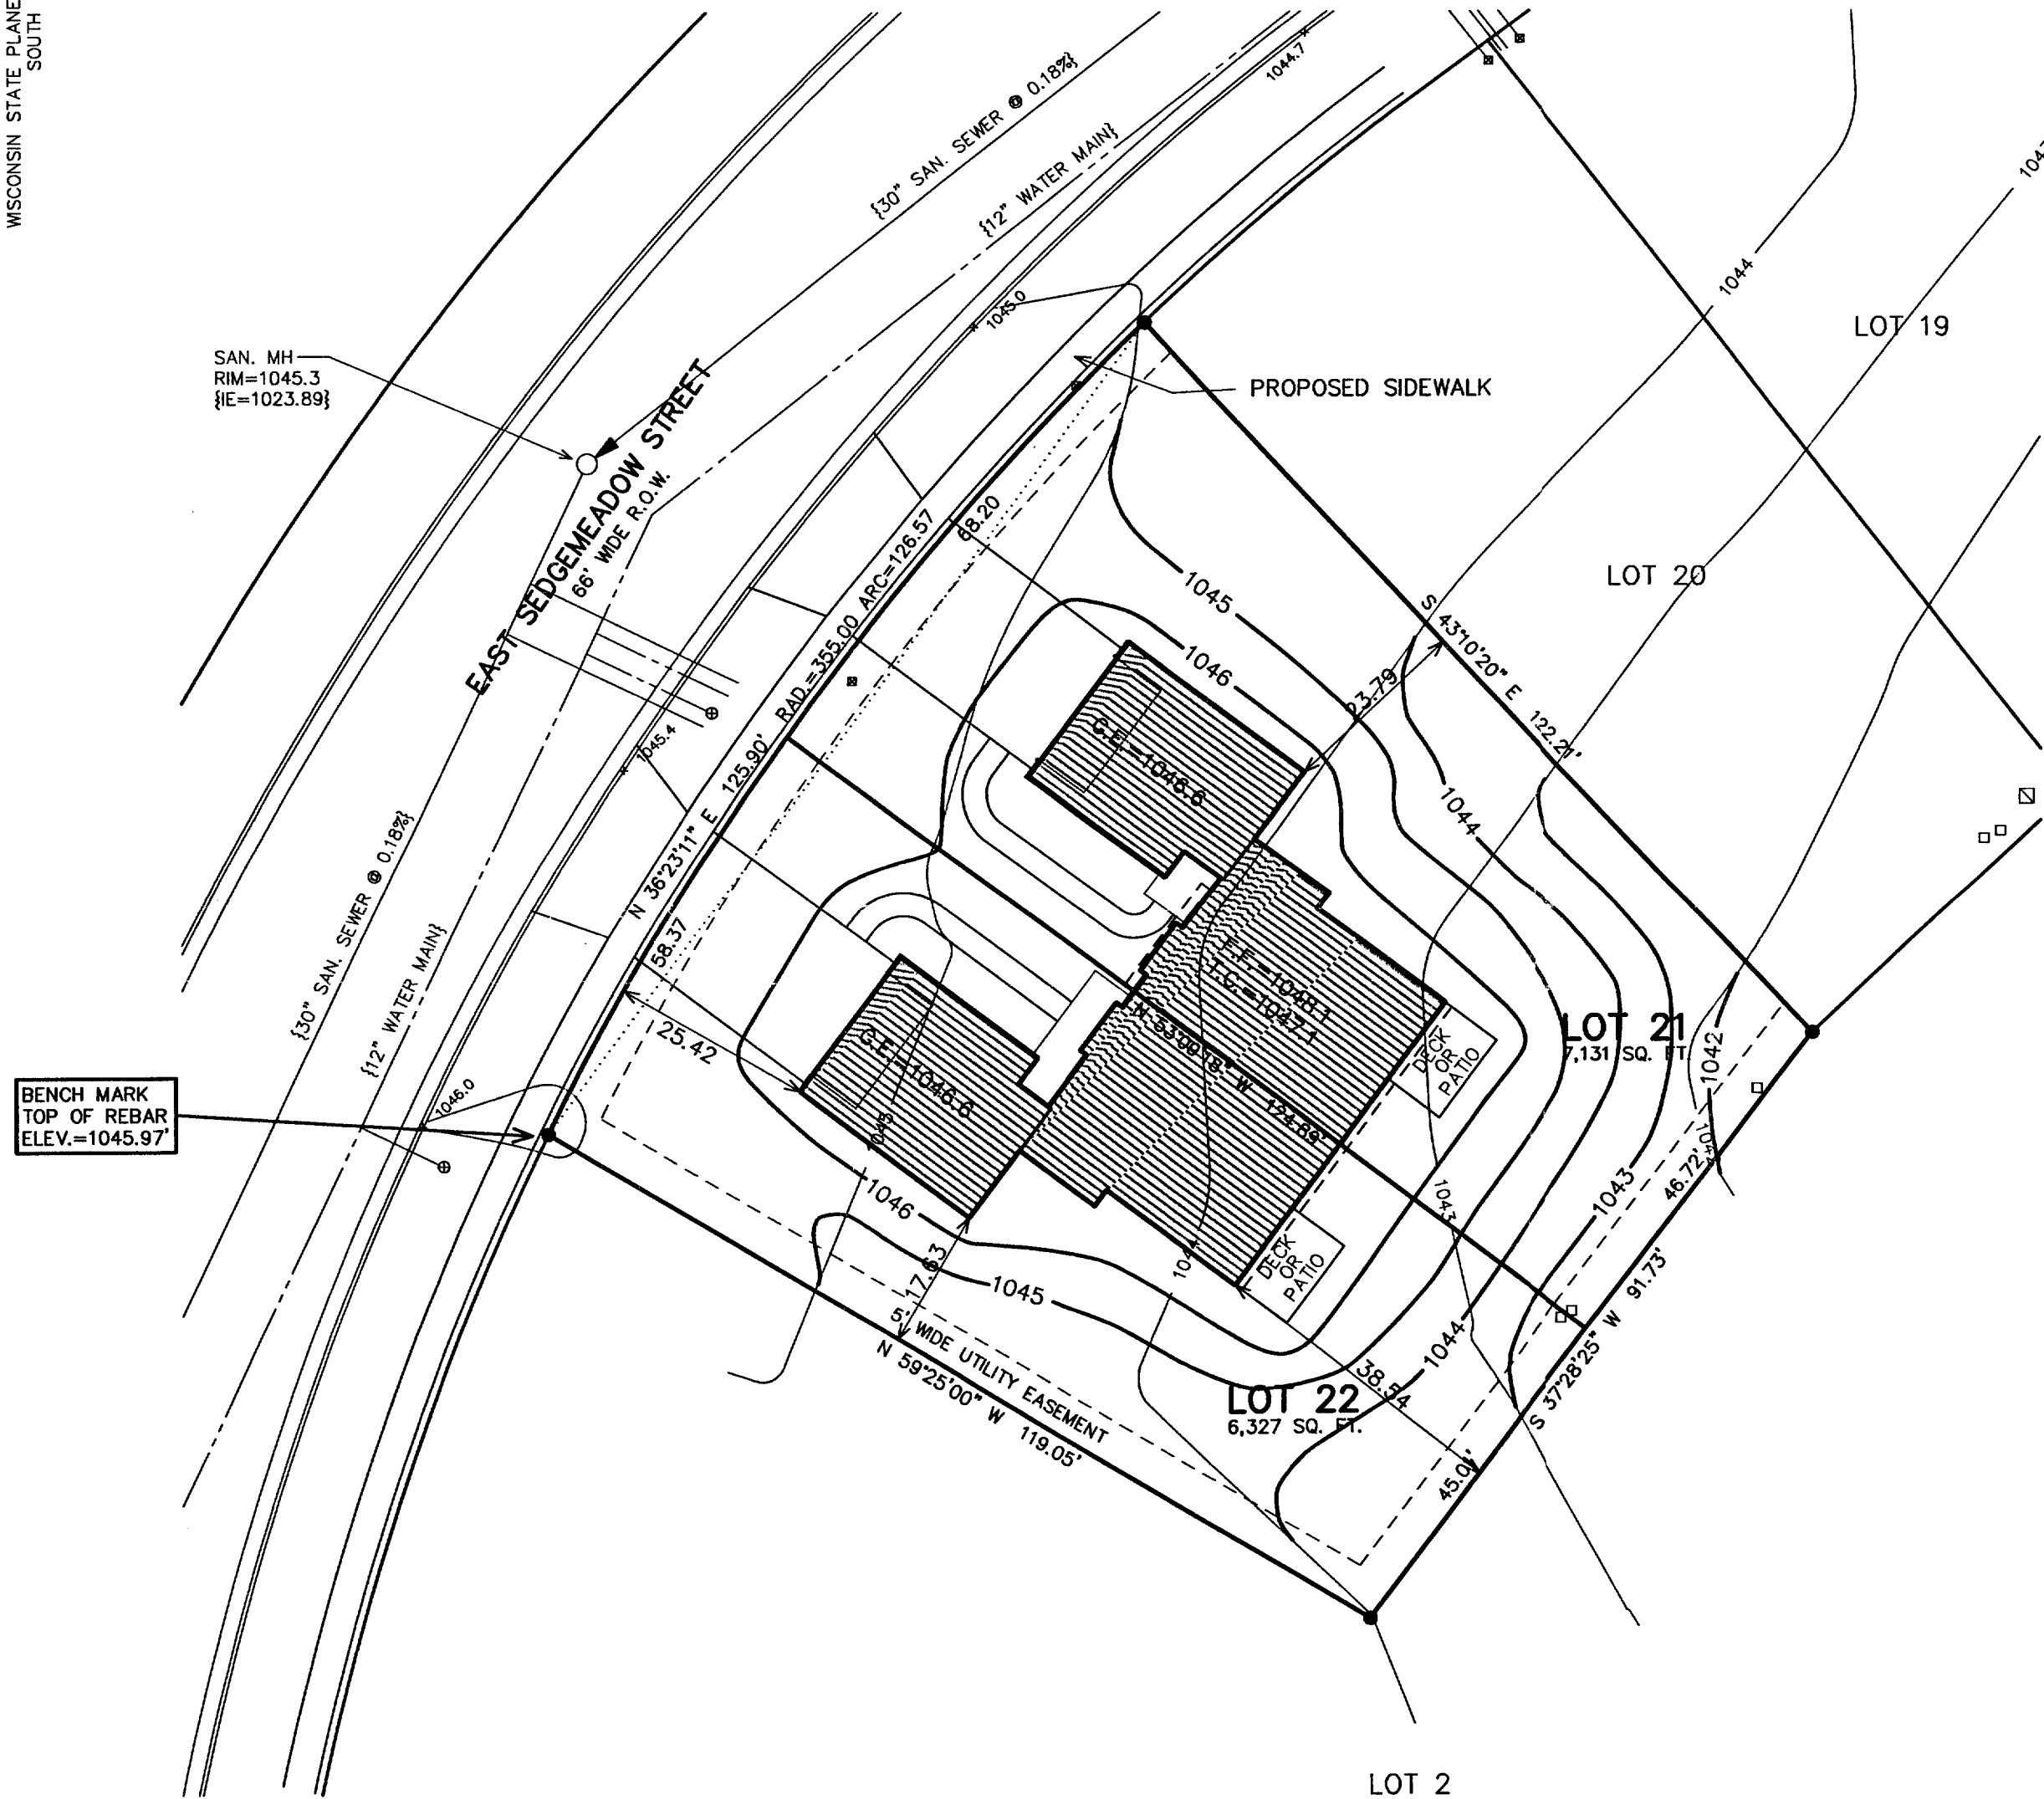 WISCONSIN STATE PLANE
SOUTH
{30" SAN. SEWER @ 0.18%}
1044.7
{12" WATER MAIN}
1044
LOT 19
1045.0
SAN. MH
RIM=1045.3
{IE=1023.89}
PROPOSED SIDEWALK
EAST SEDGEMEADOW STREET
66' WIDE R.O.W.
68.20
LOT 20
1045
S 43°10'20" E 122.21'
1046
23.79
N 36°23'11" E 125.90' RAD.=355.00 ARC=126.57
1045.4
G.E.=1046.6
1044
{30" SAN. SEWER @ 0.18%}
{12" WATER MAIN}
58.37
25.42
F.F.=1048.1
T.C.=1047.1
N 53°09'18" W 124.89'
LOT 21
7,131 SQ. FT.
DECK
OR
PATIO
1042
G.E.=1046.6
1045
1046.0
BENCH MARK
TOP OF REBAR
ELEV.=1045.97'
46.72'
1043
1043
1046
17.63
1044
DECK
OR
PATIO
1045
S 37°28'25" W 91.73'
1044
38.54
5' WIDE UTILITY EASEMENT
N 59°25'00" W 119.05'
LOT 22
6,327 SQ. FT.
LOT 2